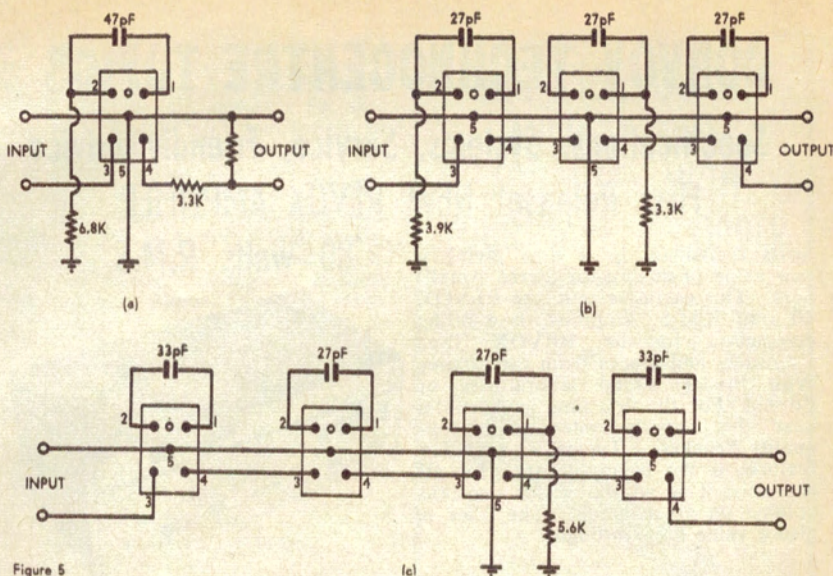 47pF
2 1
INPUT
OUTPUT
3 5 4
3.3K
6.8K
(a)
27pF 27pF 27pF
2 1 2 1 2 1
5 5
INPUT
OUTPUT
3 4 3 4 3 4
5
3.9K
3.3K
(b)
33pF 27pF 27pF 33pF
2 1 2 1 2 1 2 1
5 5
INPUT
OUTPUT
3 4 3 4 3 4 3 4
5
5.6K
Figure 5
(c)